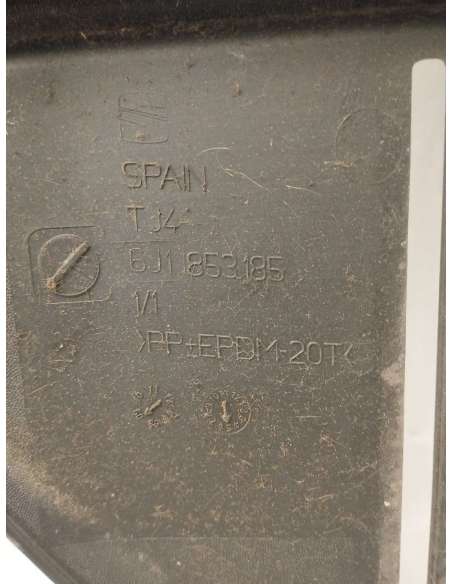 SPAIN
TJ4
6J1 853.185
1/1
>PP+EPDM-20T<